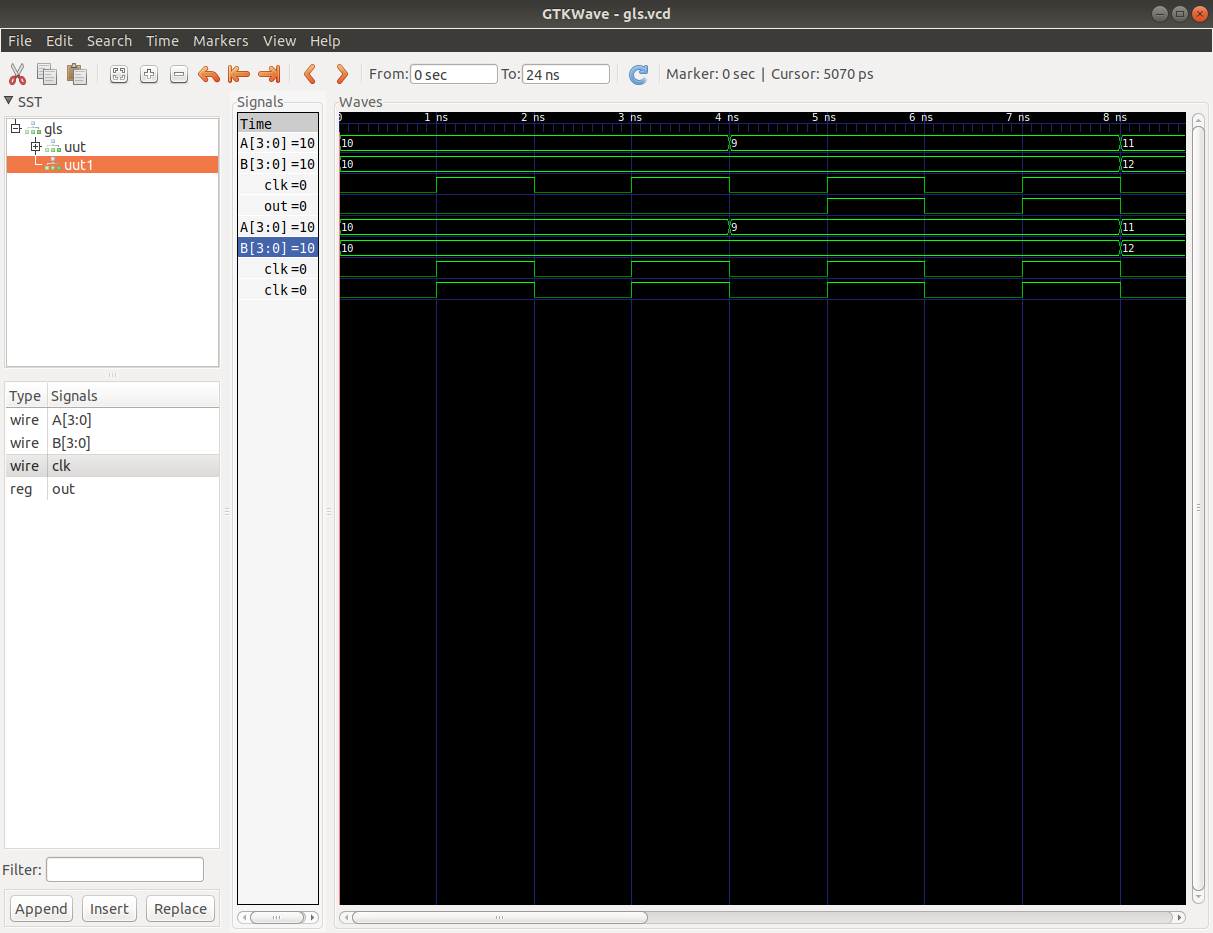 GTKWave - gls.vcd
File Edit Search Time Markers View Help
From: 0 sec To: 24 ns Marker: 0 sec | Cursor: 5070 ps
SST
gls
uut
uut1
Type Signals
wire A[3:0]
wire B[3:0]
wire clk
reg out
Filter:
Append Insert Replace
Signals
Time
A[3:0] =10
B[3:0] =10
clk =0
out =0
A[3:0] =10
B[3:0] =10
clk =0
clk =0
Waves
0 1 ns 2 ns 3 ns 4 ns 5 ns 6 ns 7 ns 8 ns
10 9 11
10 12
10 9 11
10 12